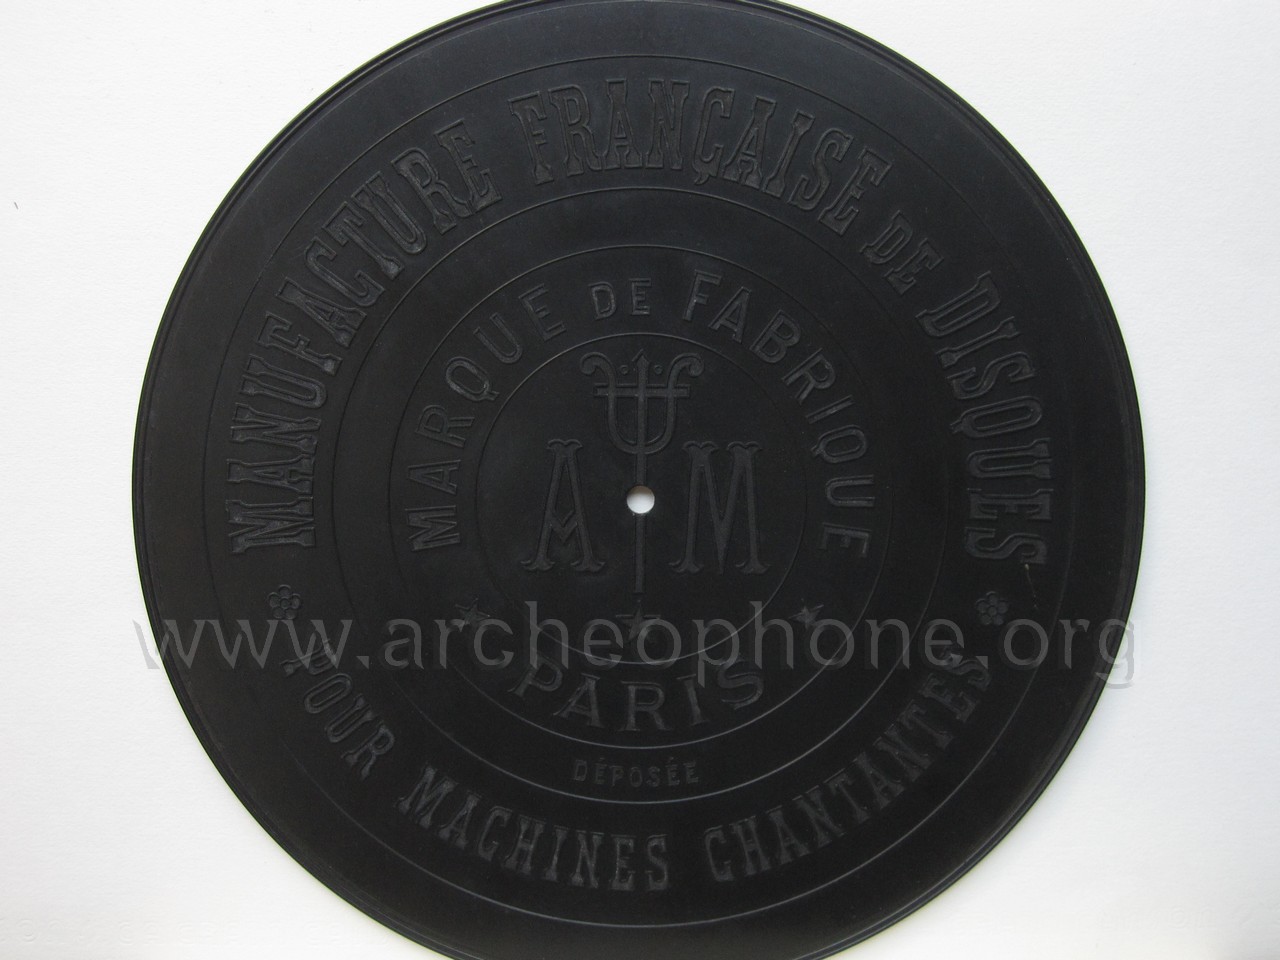 MANUFACTURE FRANÇAISE DE DISQUES
POUR MACHINES CHANTANTES
MARQUE DE FABRIQUE
A M
PARIS
DÉPOSÉE
www.archeophone.org